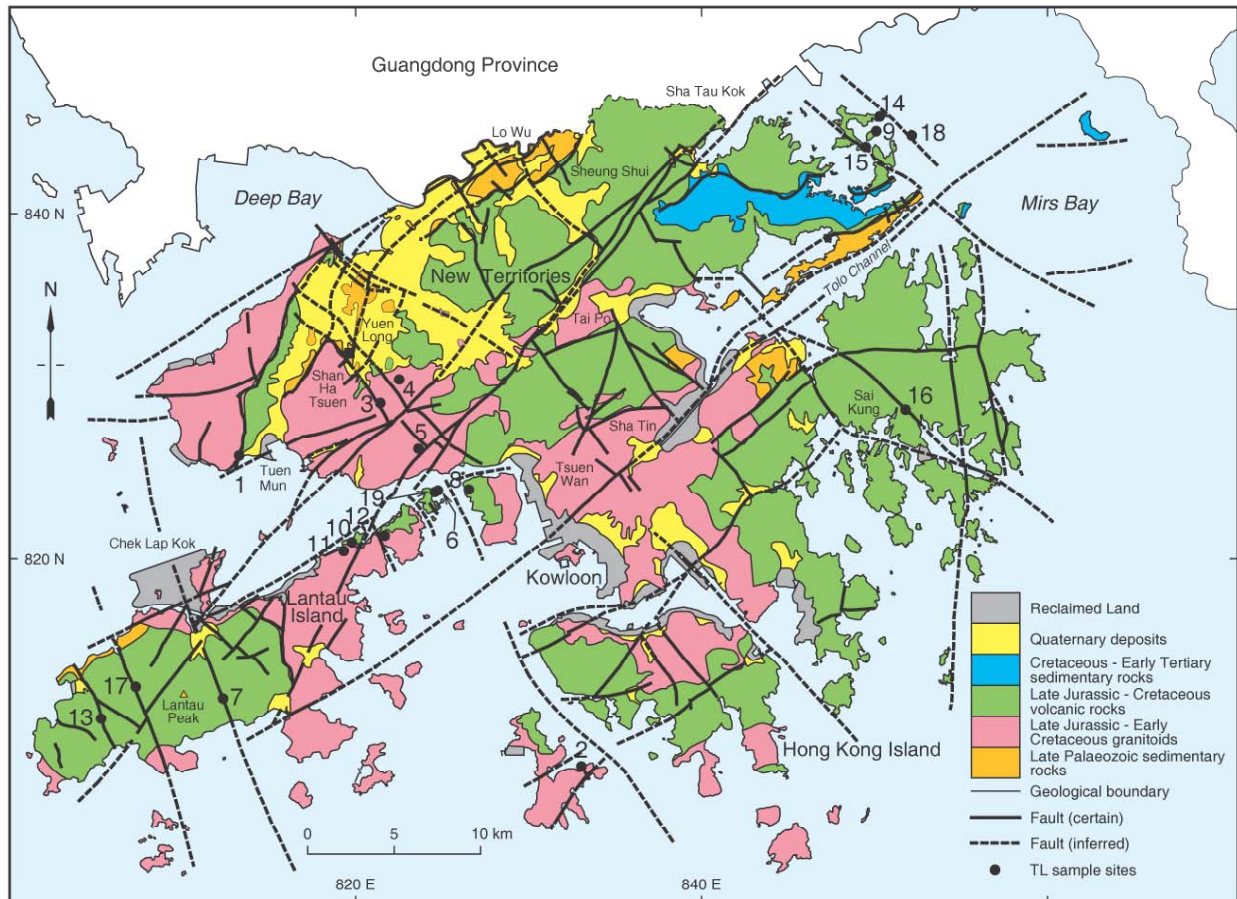 Guangdong Province
Sha Tau Kok
Lo Wu
14
9
18
15
Sheung Shui
Deep Bay
Mirs Bay
840 N
New Territories
Tolo Channel
N
Tai Po
Yuen
Long
Shan
Ha
Tsuen
4
3
Sai
Kung
16
Sha Tin
5
Tsuen
Wan
1
Tuen
Mun
19
8
12
10
11
6
Chek Lap Kok
820 N
Kowloon
Lantau
Island
17
Lantau
Peak
7
13
Hong Kong Island
2
0
5
10 km
820 E
840 E
Reclaimed Land
Quaternary deposits
Cretaceous - Early Tertiary
sedimentary rocks
Late Jurassic - Cretaceous
volcanic rocks
Late Jurassic - Early
Cretaceous granitoids
Late Palaeozoic sedimentary
rocks
Geological boundary
Fault (certain)
Fault (inferred)
TL sample sites